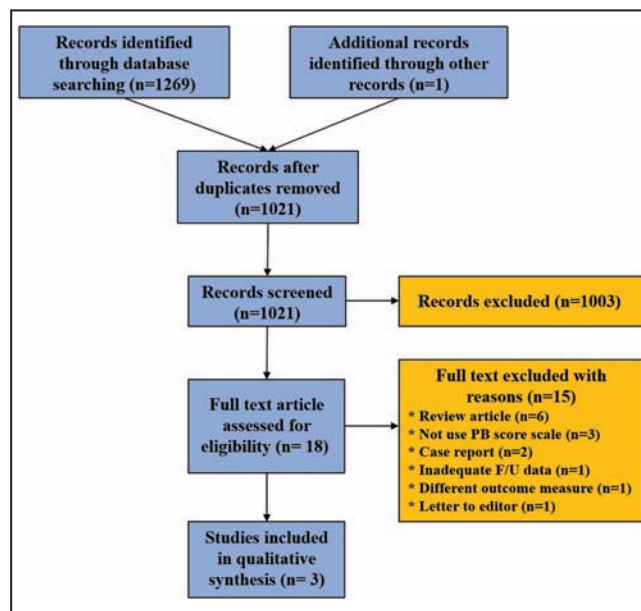 Records identified
through database
searching (n=1269)
Additional records
identified through other
records (n=1)
Records after
duplicates removed
(n=1021)
Records screened
(n=1021)
Records excluded (n=1003)
Full text article
assessed for
eligibility (n= 18)
Full text excluded with
reasons (n=15)
* Review article (n=6)
* Not use PB score scale (n=3)
* Case report (n=2)
* Inadequate F/U data (n=1)
* Different outcome measure (n=1)
* Letter to editor (n=1)
Studies included
in qualitative
synthesis (n= 3)